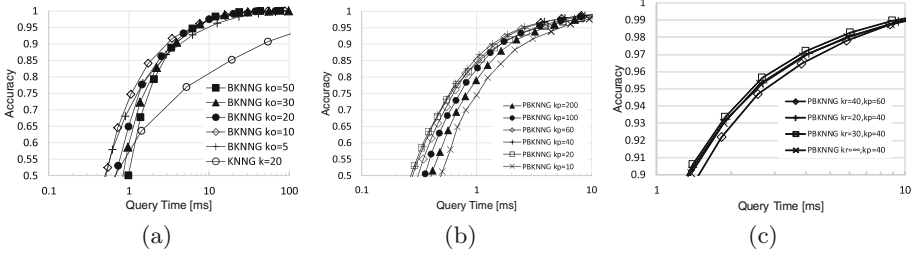 1
0.95
0.9
0.85
0.8
0.75
0.7
0.65
0.6
0.55
0.5
Accuracy
0.1
1
10
100
Query Time [ms]
BKNNG ko=50
BKNNG ko=30
BKNNG ko=20
BKNNG ko=10
BKNNG ko=5
KNNG k=20
(a)
1
0.95
0.9
0.85
0.8
0.75
0.7
0.65
0.6
0.55
0.5
Accuracy
0.1
1
10
Query Time [ms]
PBKNNG kp=200
PBKNNG kp=100
PBKNNG kp=60
PBKNNG kp=40
PBKNNG kp=20
PBKNNG kp=10
(b)
1
0.99
0.98
0.97
0.96
0.95
0.94
0.93
0.92
0.91
0.9
Accuracy
1
10
Query Time [ms]
PBKNNG kr=40,kp=60
PBKNNG kr=20,kp=40
PBKNNG kr=30,kp=40
PBKNNG kr=∞,kp=40
(c)